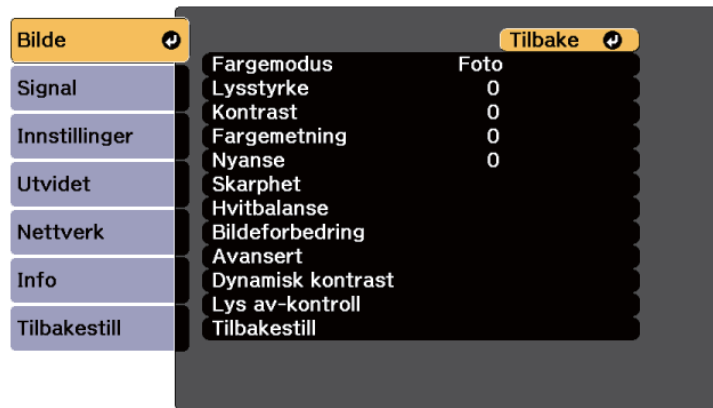 Bilde
Signal
Innstillinger
Utvidet
Nettverk
Info
Tilbakestill
Tilbake
Fargemodus Foto
Lysstyrke 0
Kontrast 0
Fargemetning 0
Nyanse 0
Skarphet
Hvitbalanse
Bildeforbedring
Avansert
Dynamisk kontrast
Lys av-kontroll
Tilbakestill